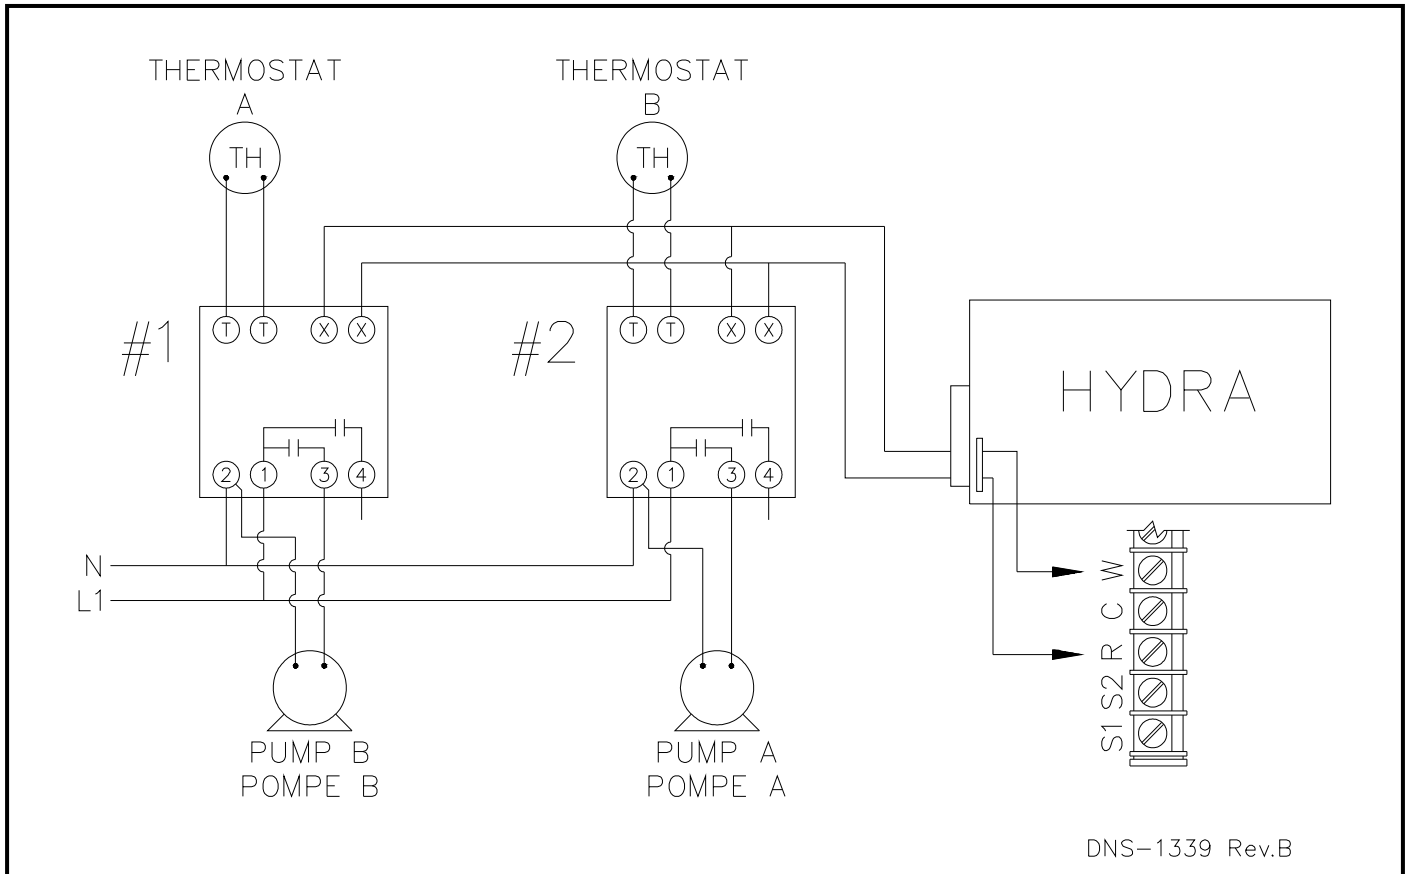 THERMOSTAT
A
TH
THERMOSTAT
B
TH
#1
T T X X
2 1 3 4
#2
T T X X
2 1 3 4
HYDRA
N
L1
W
C
R
S2
S1
PUMP B
POMPE B
PUMP A
POMPE A
DNS-1339 Rev.B